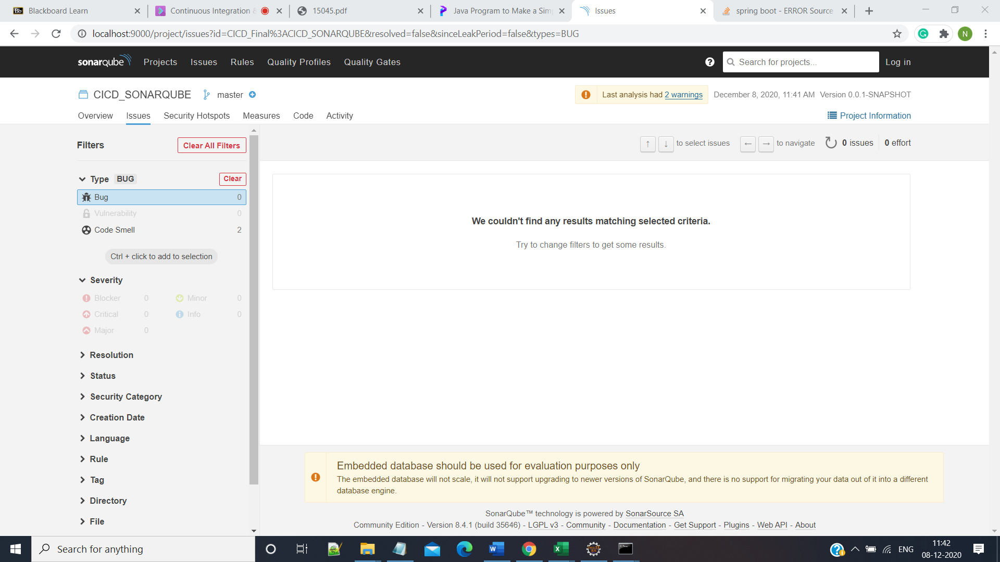 Blackboard Learn
Continuous Integration &
15045.pdf
Java Program to Make a Sim
Issues
spring boot - ERROR Source
localhost:9000/project/issues?id=CICD_Final%3ACICD_SONARQUBE&resolved=false&sinceLeakPeriod=false&types=BUG
N
sonarqube
Projects
Issues
Rules
Quality Profiles
Quality Gates
Search for projects...
Log in
CICD_SONARQUBE
master
Last analysis had 2 warnings
December 8, 2020, 11:41 AM
Version 0.0.1-SNAPSHOT
Overview
Issues
Security Hotspots
Measures
Code
Activity
Project Information
Filters
Clear All Filters
↑ ↓ to select issues
← → to navigate
0 issues
0 effort
Type BUG
Clear
Bug 0
Vulnerability 0
Code Smell 2
Ctrl + click to add to selection
Severity
Blocker 0
Minor 0
Critical 0
Info 0
Major 0
Resolution
Status
Security Category
Creation Date
Language
Rule
Tag
Directory
File
We couldn't find any results matching selected criteria.
Try to change filters to get some results.
Embedded database should be used for evaluation purposes only
The embedded database will not scale, it will not support upgrading to newer versions of SonarQube, and there is no support for migrating your data out of it into a different
database engine.
SonarQube™ technology is powered by SonarSource SA
Community Edition - Version 8.4.1 (build 35646) - LGPL v3 - Community - Documentation - Get Support - Plugins - Web API - About
Search for anything
ENG
11:42
08-12-2020